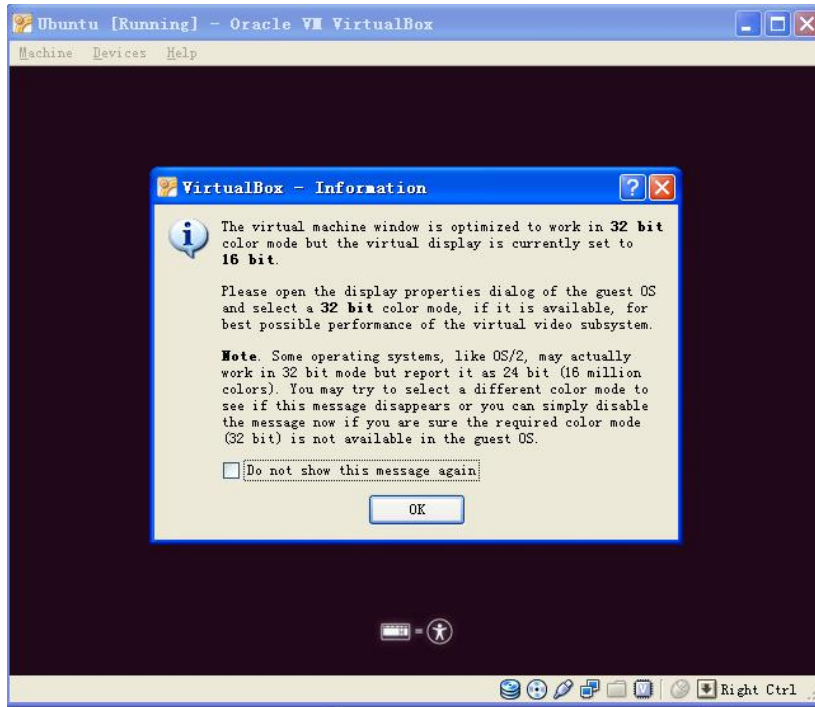 Ubuntu [Running] - Oracle VM VirtualBox
Machine Devices Help
VirtualBox - Information
The virtual machine window is optimized to work in 32 bit
color mode but the virtual display is currently set to
16 bit.
Please open the display properties dialog of the guest OS
and select a 32 bit color mode, if it is available, for
best possible performance of the virtual video subsystem.
Note. Some operating systems, like OS/2, may actually
work in 32 bit mode but report it as 24 bit (16 million
colors). You may try to select a different color mode to
see if this message disappears or you can simply disable
the message now if you are sure the required color mode
(32 bit) is not available in the guest OS.
Do not show this message again
OK
Right Ctrl